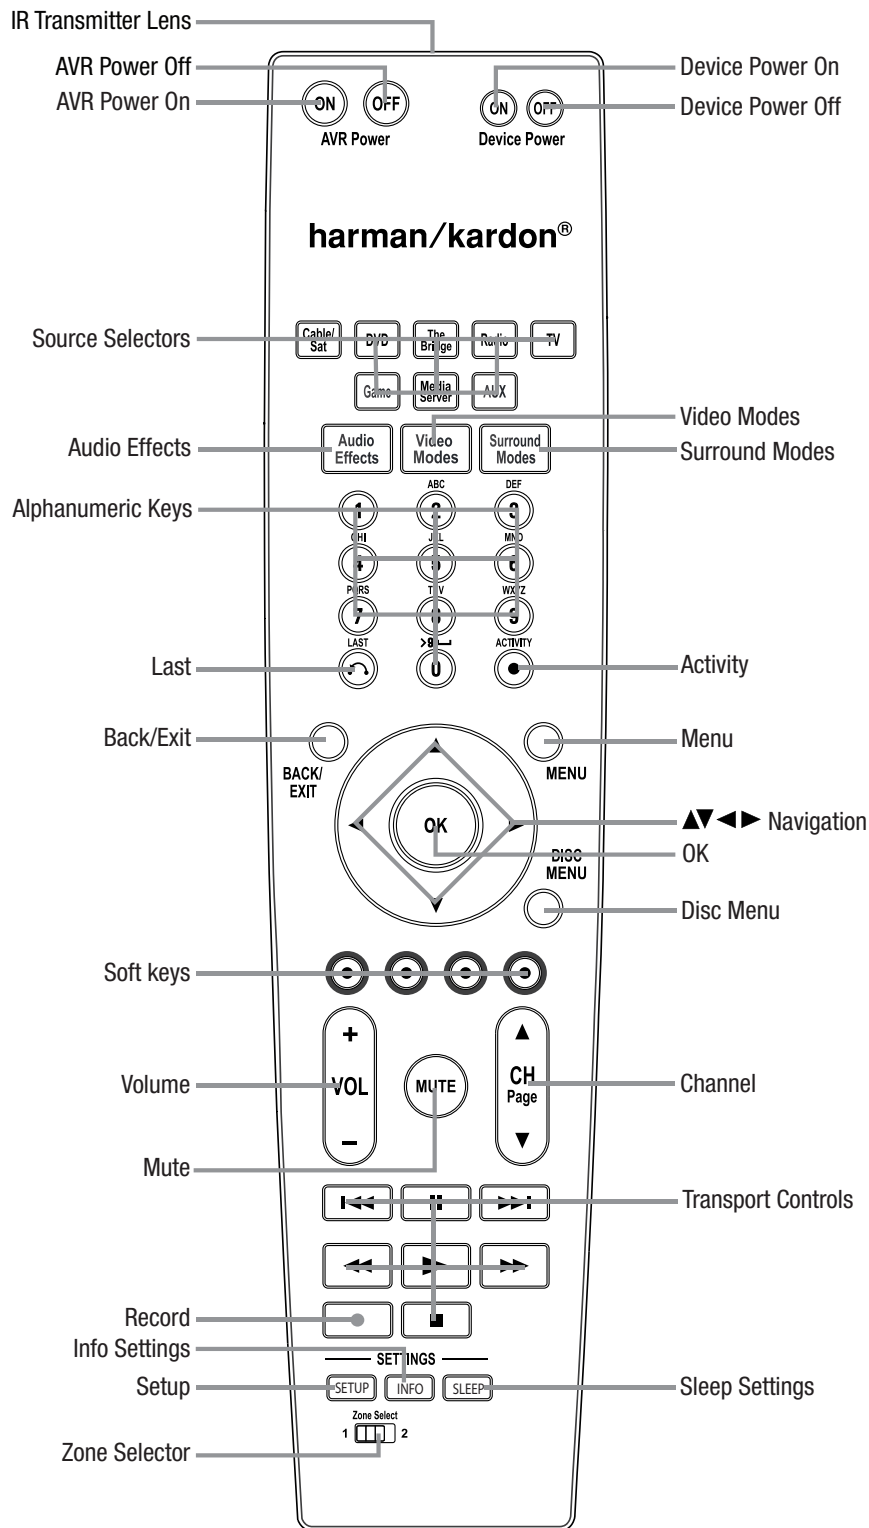 IR Transmitter Lens
AVR Power Off
Device Power On
AVR Power On
Device Power Off
ON OFF ON OFF
AVR Power Device Power
harman/kardon®
Source Selectors
Cable/Sat DVD The Bridge Radio TV
Game Media Server AUX
Video Modes
Audio Effects
Audio Effects Video Modes Surround Modes
Surround Modes
ABC DEF
Alphanumeric Keys
1 2 3
GHI JKL MNO
4 5 6
PQRS TUV WXYZ
7 8 9
LAST >9 ACTIVITY
Last
0
Activity
Back/Exit
Menu
BACK/EXIT
MENU
OK
▲▼◄► Navigation
OK
DISC MENU
Disc Menu
Soft keys
+
▲
Volume
VOL
MUTE
CH
Page
Channel
–
▼
Mute
Transport Controls
Record
Info Settings
SETTINGS
Setup
SETUP INFO SLEEP
Sleep Settings
Zone Select
1 2
Zone Selector